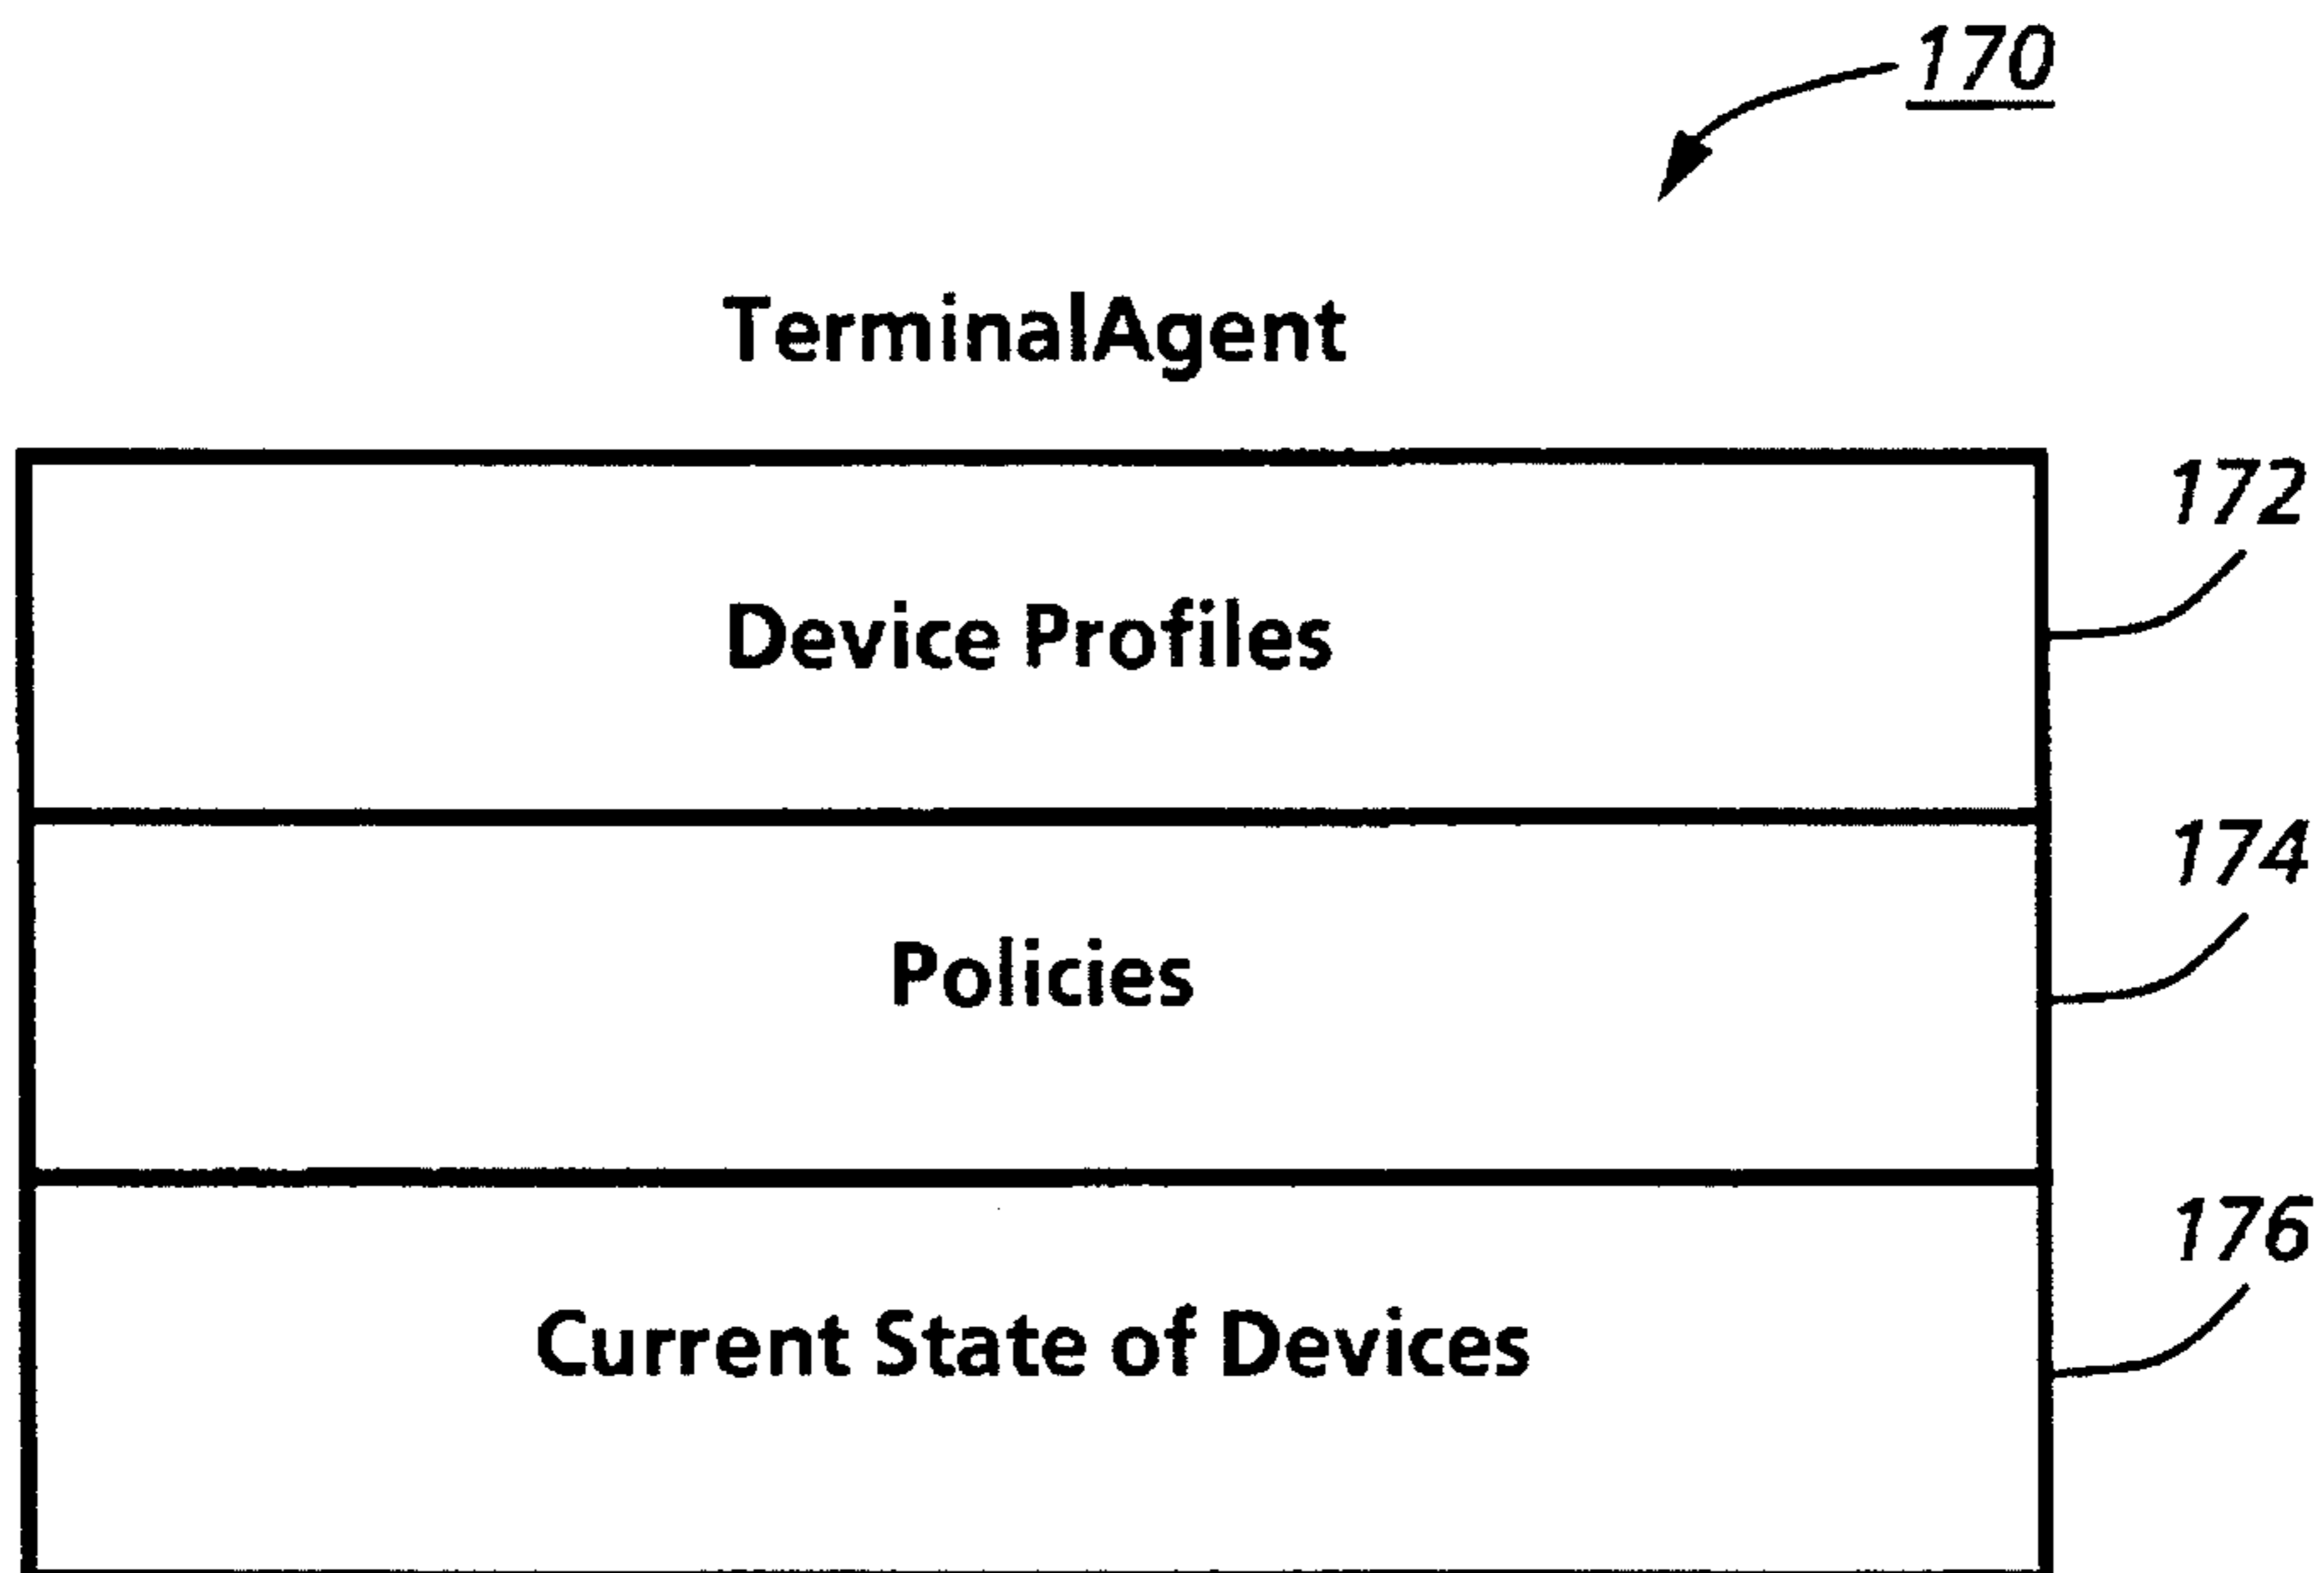 170
TerminalAgent
172
Device Profiles
174
Policies
176
Current State of Devices